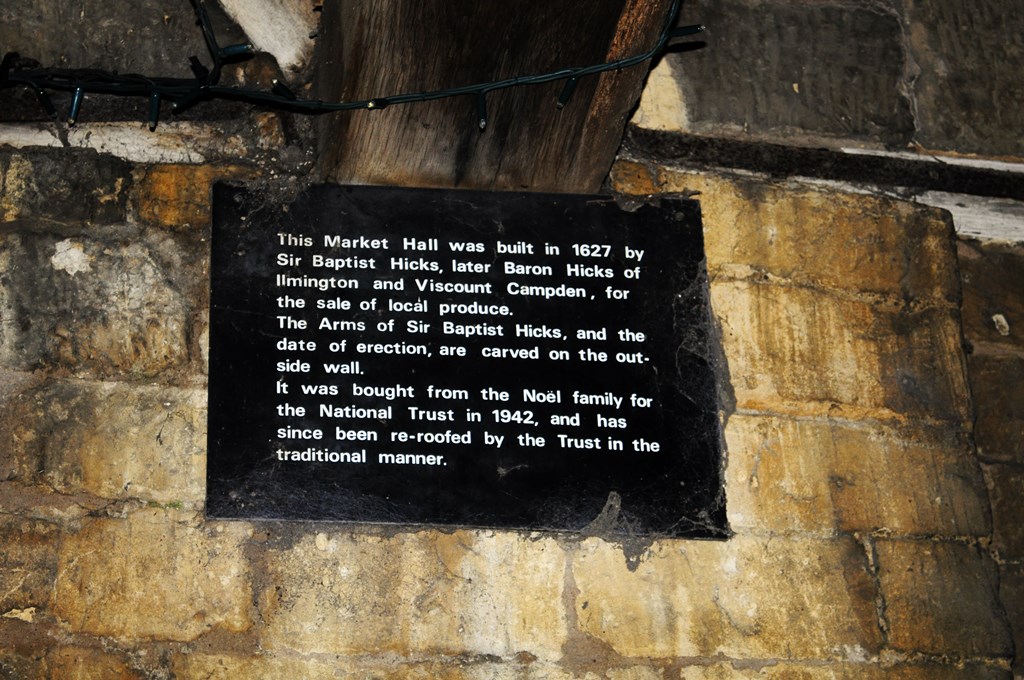 This Market Hall was built in 1627 by
Sir Baptist Hicks, later Baron Hicks of
Ilmington and Viscount Campden, for
the sale of local produce.
The Arms of Sir Baptist Hicks, and the
date of erection, are carved on the out-
side wall.
It was bought from the Noël family for
the National Trust in 1942, and has
since been re-roofed by the Trust in the
traditional manner.